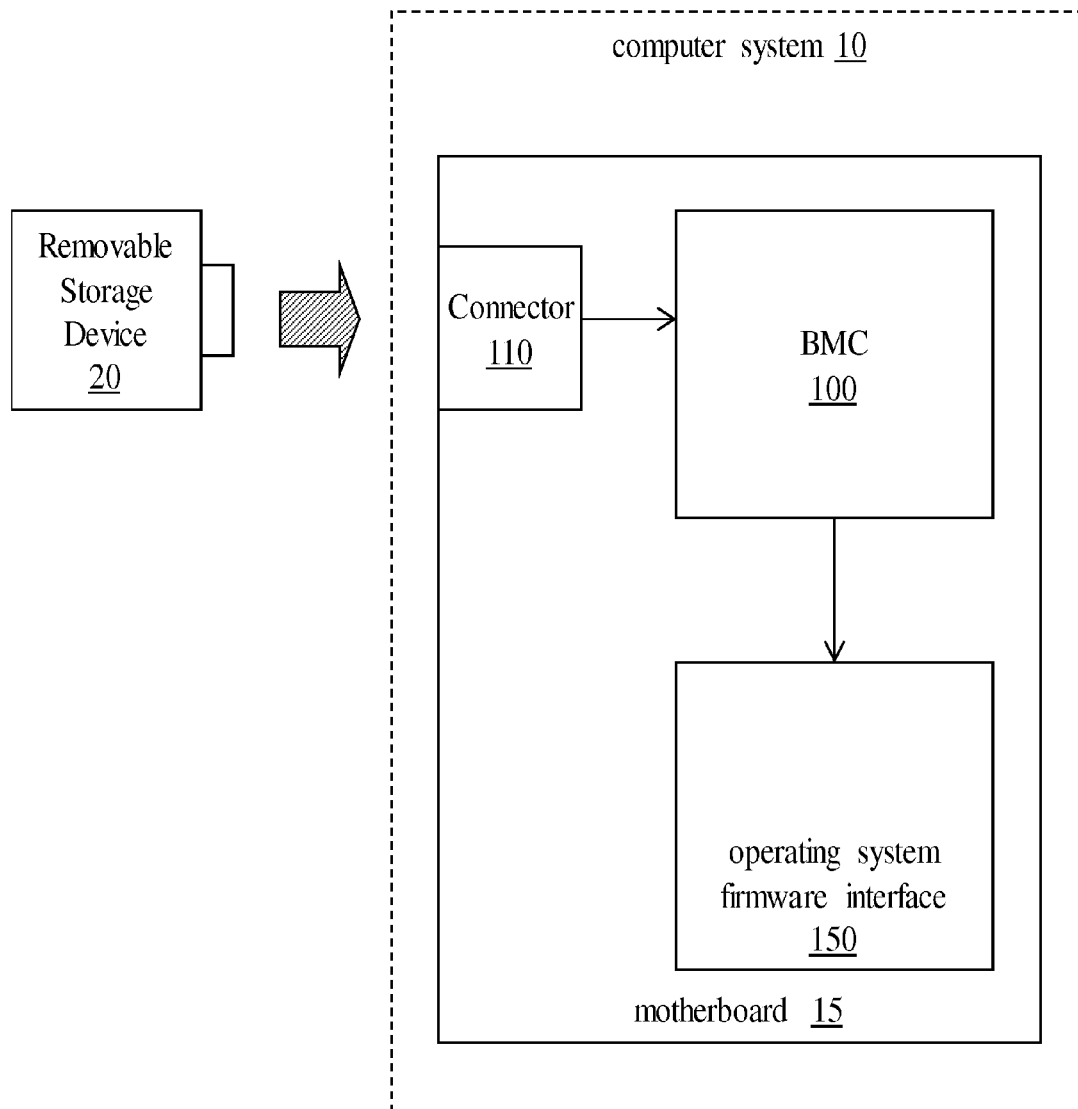 computer system 10
Removable
Storage
Device
20
Connector
110
BMC
100
operating system
firmware interface
150
motherboard 15